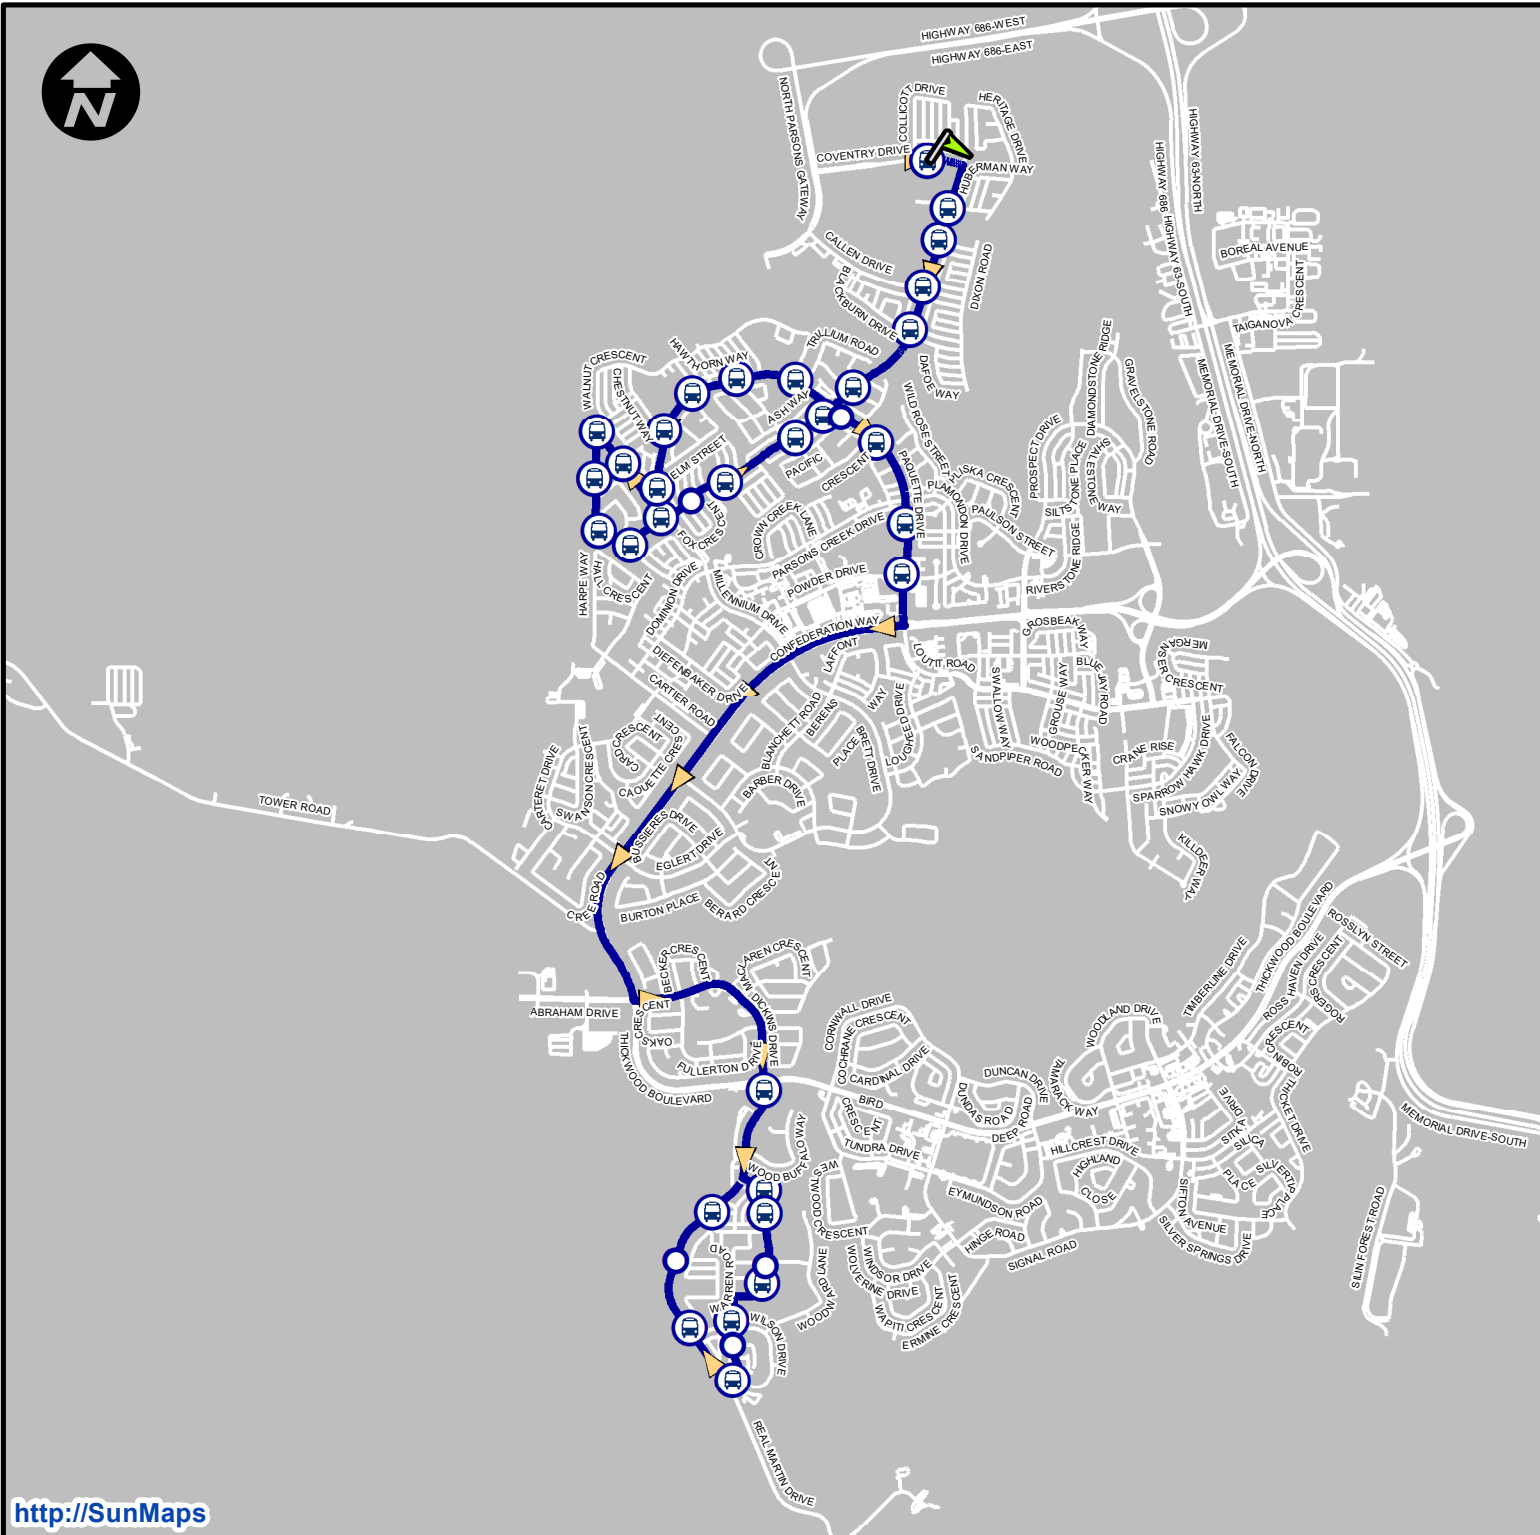 HIGHWAY 686-WEST
HIGHWAY 686-EAST
N
NORTH PARSONS GATEWAY
COLLICOTT DRIVE
HERITAGE DRIVE
COVENTRY DRIVE
HUBERMAN WAY
HIGHWAY 63-NORTH
HIGHWAY 686
HIGHWAY 63-SOUTH
CALLEN DRIVE
BLACKBURN DRIVE
DIXON ROAD
BOREAL AVENUE
TAIGANOVA CRESCENT
TRILLIUM ROAD
DAFOE WAY
HAWTHORN WAY
WALNUT CRESCENT
CHESTNUT WAY
ASH WAY
ELM STREET
PACIFIC CRESCENT
WILD ROSE STREET
PAQUETTE DRIVE
PLISKA CRESCENT
PLAMONDON DRIVE
PAULSON STREET
PROSPECT DRIVE
DIAMONDSTONE RIDGE
GRAVELSTONE ROAD
SHALESTONE WAY
SILTSTONE PLACE
RIVERSTONE RIDGE
MEMORIAL DRIVE-SOUTH
MEMORIAL DRIVE-NORTH
FOX CRESCENT
CROWN CREEK LANE
PARSONS CREEK DRIVE
POWDER DRIVE
HARPE WAY
HALL CRESCENT
DOMINION DRIVE
MILLENNIUM DRIVE
CONFEDERATION WAY
LAFFONT WAY
LOUTIT ROAD
GROSBEAK WAY
BLUE JAY ROAD
MERGANSER CRESCENT
DIEFENBAKER DRIVE
CARTIER ROAD
CARD CRESCENT
CAOUETTE CRESCENT
BLANCHETT ROAD
BERENS PLACE
BRETT DRIVE
LOUGHEED DRIVE
SWALLOW WAY
GROUSE WAY
SANDPIPER ROAD
WOODPECKER WAY
CRANE RISE
SPARROW HAWK DRIVE
FALCON DRIVE
SNOWY OWL WAY
KILLDEER WAY
CARTERET DRIVE
SWANSON CRESCENT
TOWER ROAD
BARBER DRIVE
BUSSIERES DRIVE
EGLERT DRIVE
BURTON PLACE
BERARD CRESCENT
CREE ROAD
BECKER CRESCENT
MACLAREN CRESCENT
DICKINS DRIVE
ABRAHAM DRIVE
OAKS CRESCENT
FULLERTON DRIVE
THICKWOOD BOULEVARD
CORNWALL DRIVE
COCHRANE CRESCENT
CARDINAL DRIVE
BIRD CRESCENT
TUNDRA DRIVE
DUNDAS ROAD
DUNCAN DRIVE
DEEP ROAD
TAMARACK WAY
WOODLAND DRIVE
TIMBERLINE DRIVE
THICKWOOD BOULEVARD
ROSS HAVEN DRIVE
ROSSLYN STREET
ROGERS CRESCENT
ROBIN CRESCENT
THICKET DRIVE
MEMORIAL DRIVE-SOUTH
HILLCREST DRIVE
HIGHLAND CLOSE
SITKA DRIVE
SILICA PLACE
SILVERTIP PLACE
SIFTON AVENUE
SILVER SPRINGS DRIVE
SILIN FOREST ROAD
WOOD BUFFALO WAY
WESTWOOD CRESCENT
EYMUNDSON ROAD
HINGE ROAD
SIGNAL ROAD
WINDSOR DRIVE
WOLVERINE DRIVE
WAPITI CRESCENT
ERMINE CRESCENT
WOODWARD LANE
WARREN ROAD
WILSON DRIVE
REAL MARTIN DRIVE
http://SunMaps